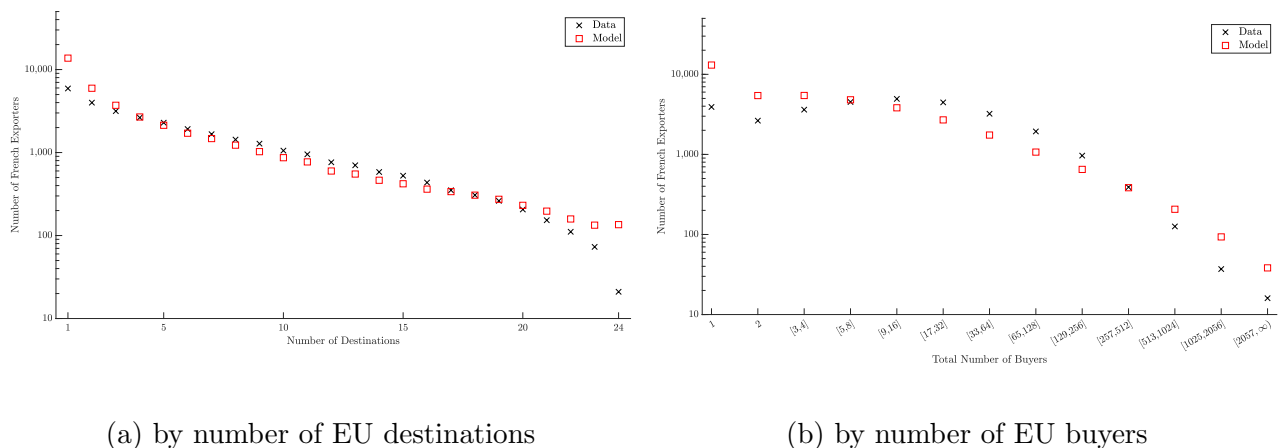 Data
Model
10,000
1,000
100
10
Number of French Exporters
1
5
10
15
20
24
Number of Destinations
(a) by number of EU destinations
Data
Model
10,000
1,000
100
10
Number of French Exporters
1
2
[3,4]
[5,8]
[9,16]
[17,32]
[33,64]
[65,128]
[129,256]
[257,512]
[513,1024]
[1025,2056]
[2057,∞)
Total Number of Buyers
(b) by number of EU buyers